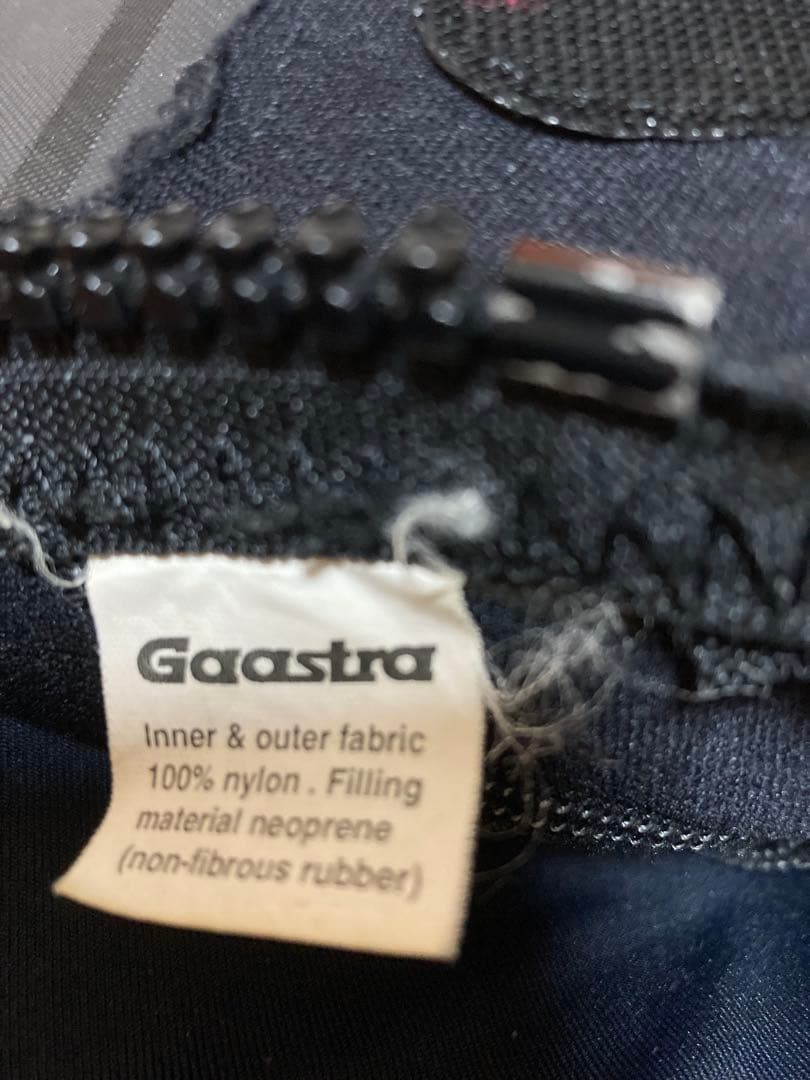 Gaastra
Inner & outer fabric
100% nylon . Filling
material neoprene
(non-fibrous rubber)